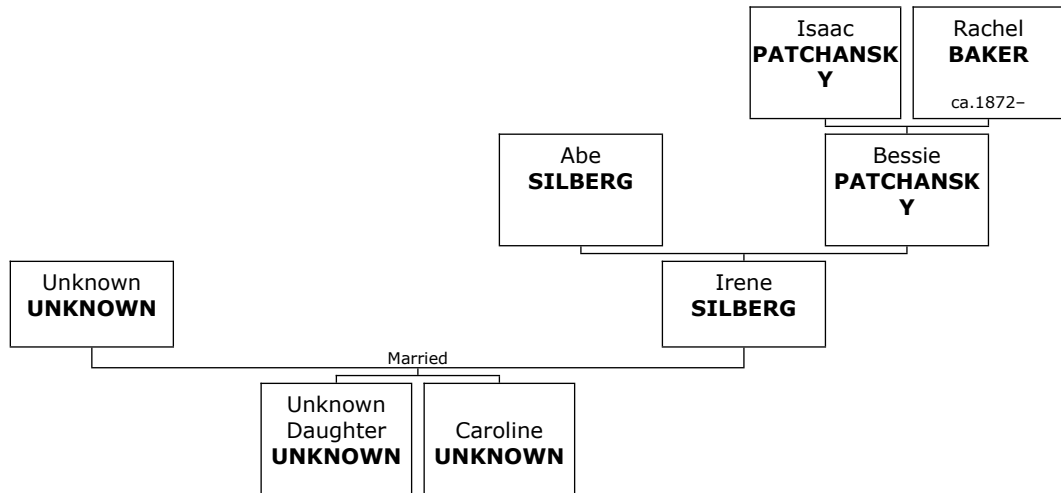 Isaac
PATCHANSK
Y
Rachel
BAKER
ca.1872–
Abe
SILBERG
Bessie
PATCHANSK
Y
Unknown
UNKNOWN
Irene
SILBERG
Married
Unknown
Daughter
UNKNOWN
Caroline
UNKNOWN